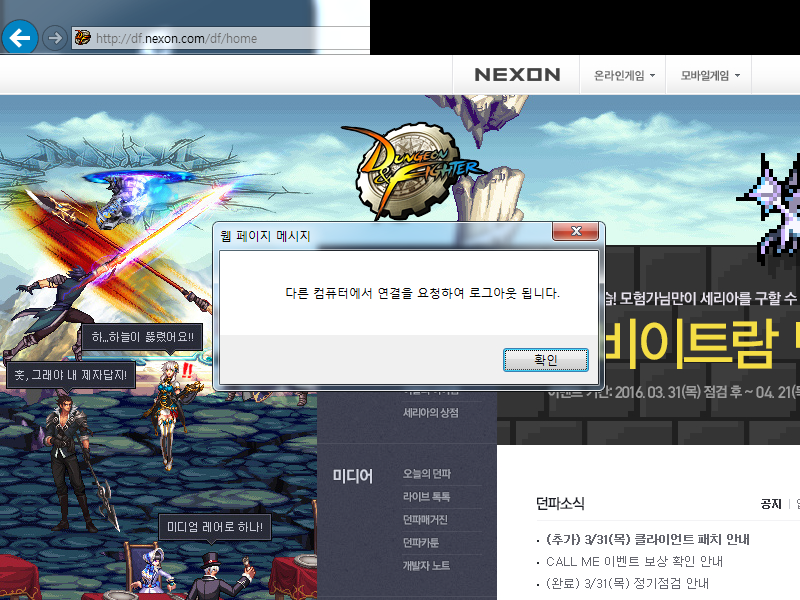 http://df.nexon.com/df/home
NEXON
온라인게임
모바일게임
DUNGEON
& FIGHTER
웹 페이지 메시지
다른 컴퓨터에서 연결을 요청하여 로그아웃 됩니다.
확인
모험가님만이 세리아를 구할 수
바이트람
2016. 03. 31(목) 점검 후 ~ 04. 21(목
하,,,하늘이 뚫렸어요!!
훗, 그래야 내 제자답지!
!!
미디엄 레어로 하나!
세리아의 상점
미디어
오늘의 던파
라이브 톡톡
던파매거진
던파카툰
개발자 노트
던파소식
공지
· (추가) 3/31(목) 클라이언트 패치 안내
· CALL ME 이벤트 보상 확인 안내
· (완료) 3/31(목) 정기점검 안내